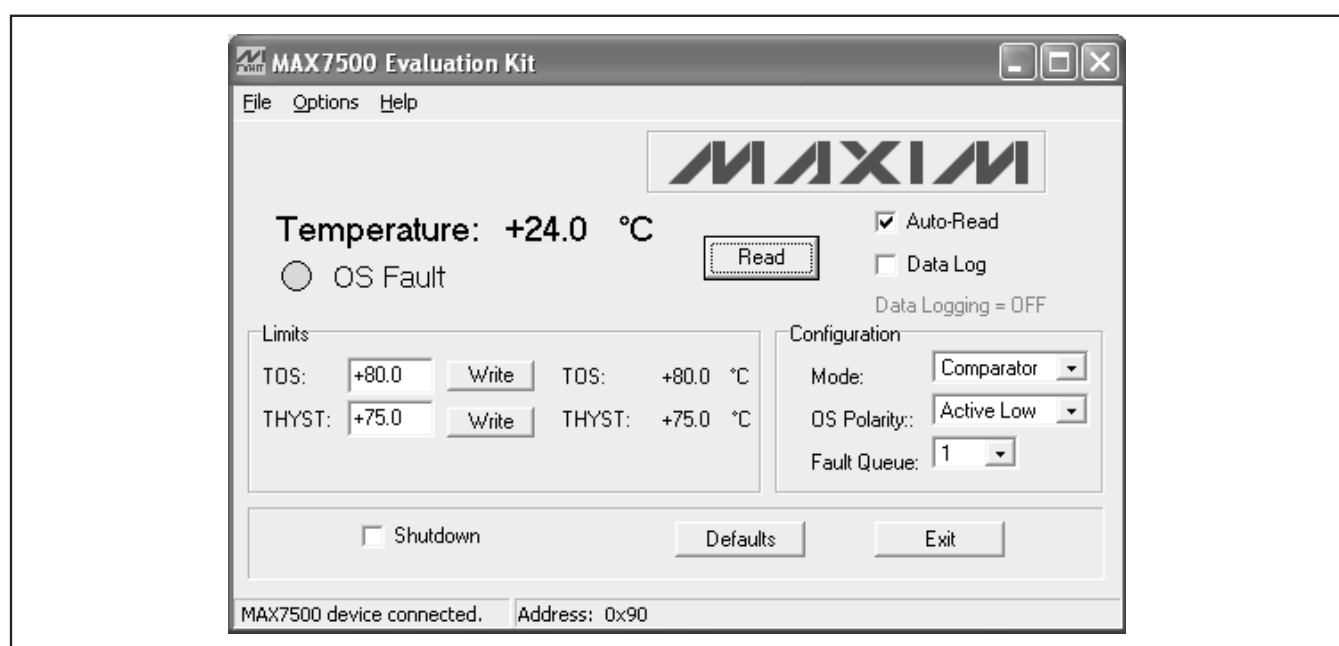 MAX7500 Evaluation Kit
File Options Help
MAXIM
Temperature: +24.0 °C
Read
Auto-Read
OS Fault
Data Log
Data Logging = OFF
Limits
TOS: +80.0 Write TOS: +80.0 °C
THYST: +75.0 Write THYST: +75.0 °C
Configuration
Mode: Comparator
OS Polarity:: Active Low
Fault Queue: 1
Shutdown Defaults Exit
MAX7500 device connected. Address: 0x90